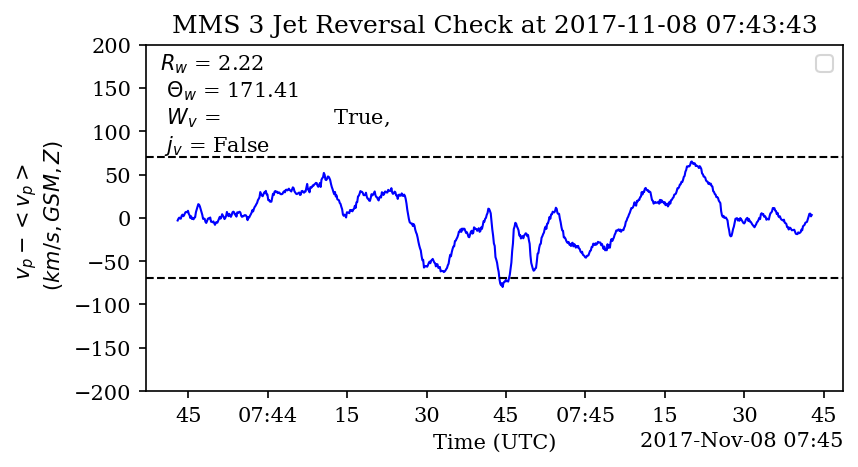 MMS 3 Jet Reversal Check at 2017-11-08 07:43:43
R_w = 2.22
Θ_w = 171.41
W_v = True,
j_v = False
v_p − < v_p >
(km/s, GSM, Z)
200
150
100
50
0
−50
−100
−150
−200
45 07:44 15 30 45 07:45 15 30 45
Time (UTC)
2017-Nov-08 07:45